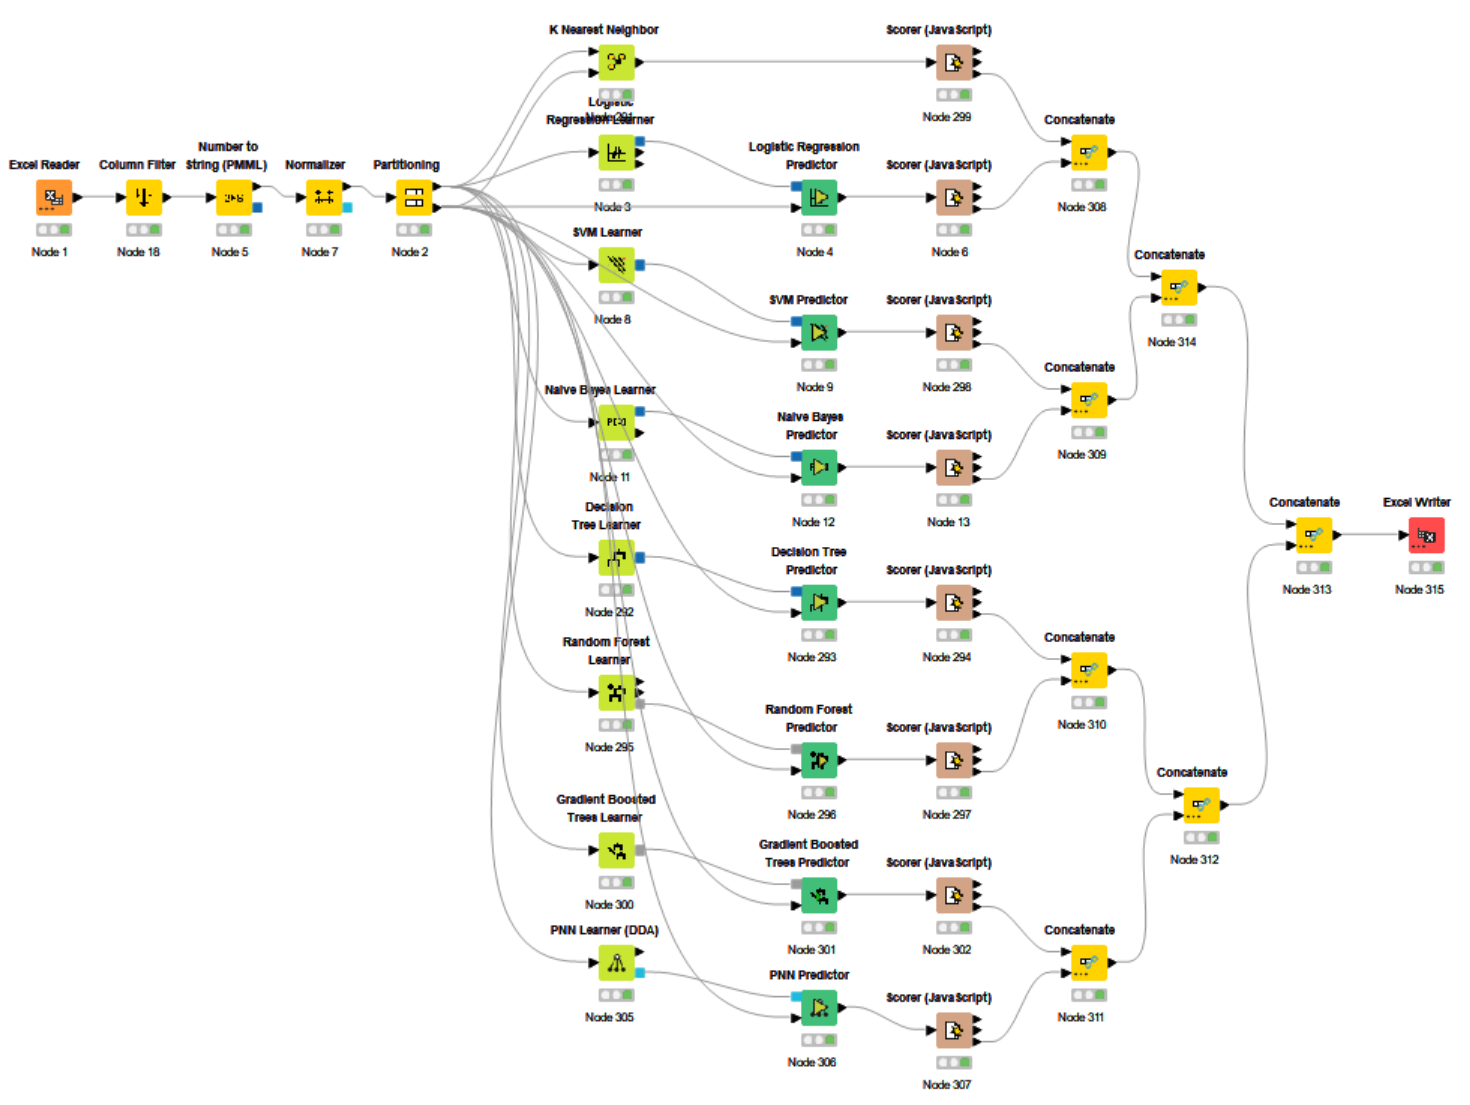 K Nearest Neighbor
Scorer (JavaScript)
Node 299
Logistic
Regression Learner
Node 3
Concatenate
Node 308
Excel Reader
Node 1
Column Filter
Node 18
Number to
String (PMML)
Node 5
Normalizer
Node 7
Partitioning
Node 2
Logistic Regression
Predictor
Node 4
Scorer (JavaScript)
Node 6
SVM Learner
Node 8
Concatenate
Node 314
SVM Predictor
Node 9
Scorer (JavaScript)
Node 298
Concatenate
Node 309
Naive Bayes Learner
Node 11
Naive Bayes
Predictor
Node 12
Scorer (JavaScript)
Node 13
Decision
Tree Learner
Node 292
Concatenate
Node 313
Excel Writer
Node 315
Decision Tree
Predictor
Node 293
Scorer (JavaScript)
Node 294
Random Forest
Learner
Node 295
Concatenate
Node 310
Random Forest
Predictor
Node 296
Scorer (JavaScript)
Node 297
Concatenate
Node 312
Gradient Boosted
Trees Learner
Node 300
Gradient Boosted
Trees Predictor
Node 301
Scorer (JavaScript)
Node 302
PNN Learner (DDA)
Node 305
Concatenate
Node 311
PNN Predictor
Node 306
Scorer (JavaScript)
Node 307